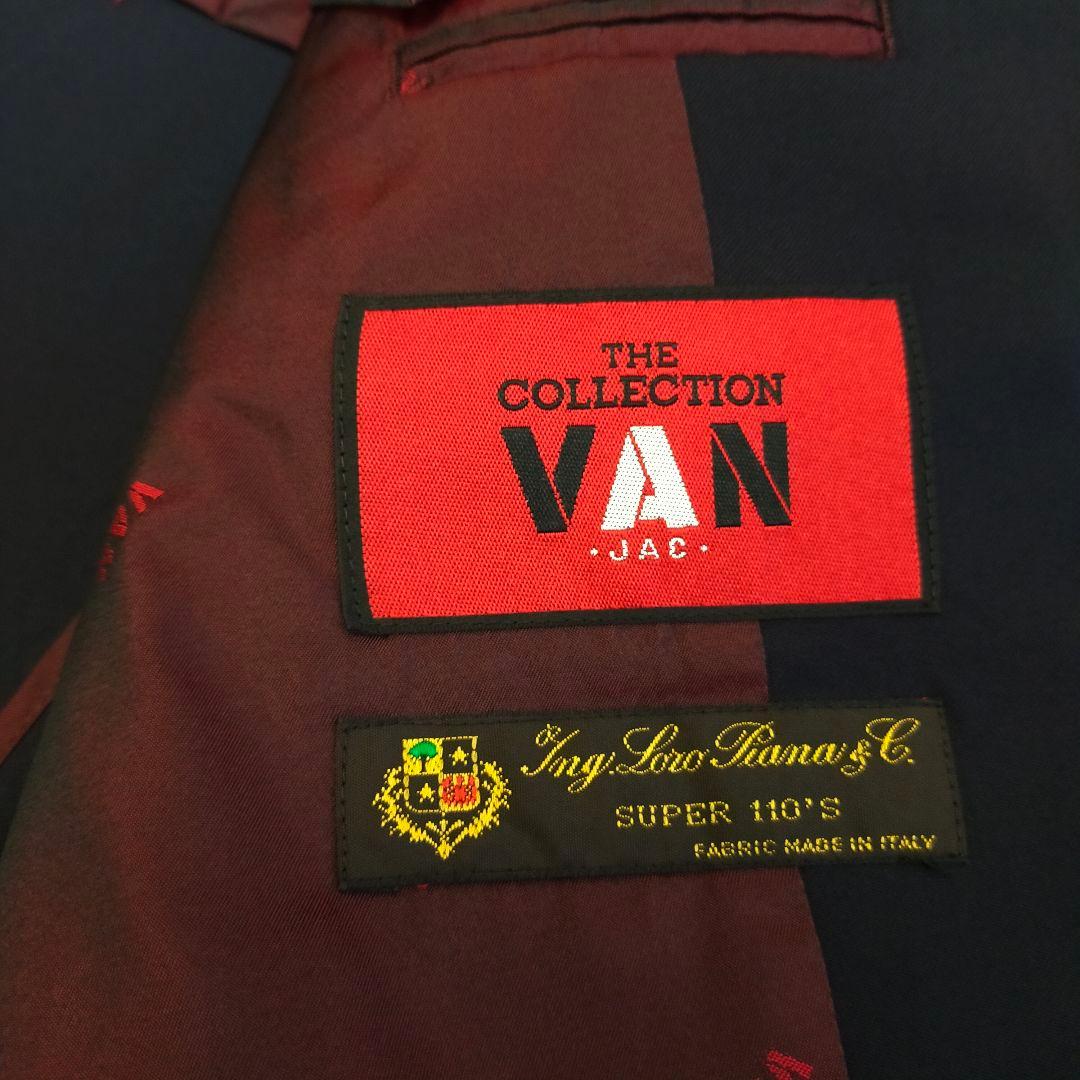 THE
COLLECTION
VAN
·JAC·
Ing. Loro Piana & C.
SUPER 110'S
FABRIC MADE IN ITALY